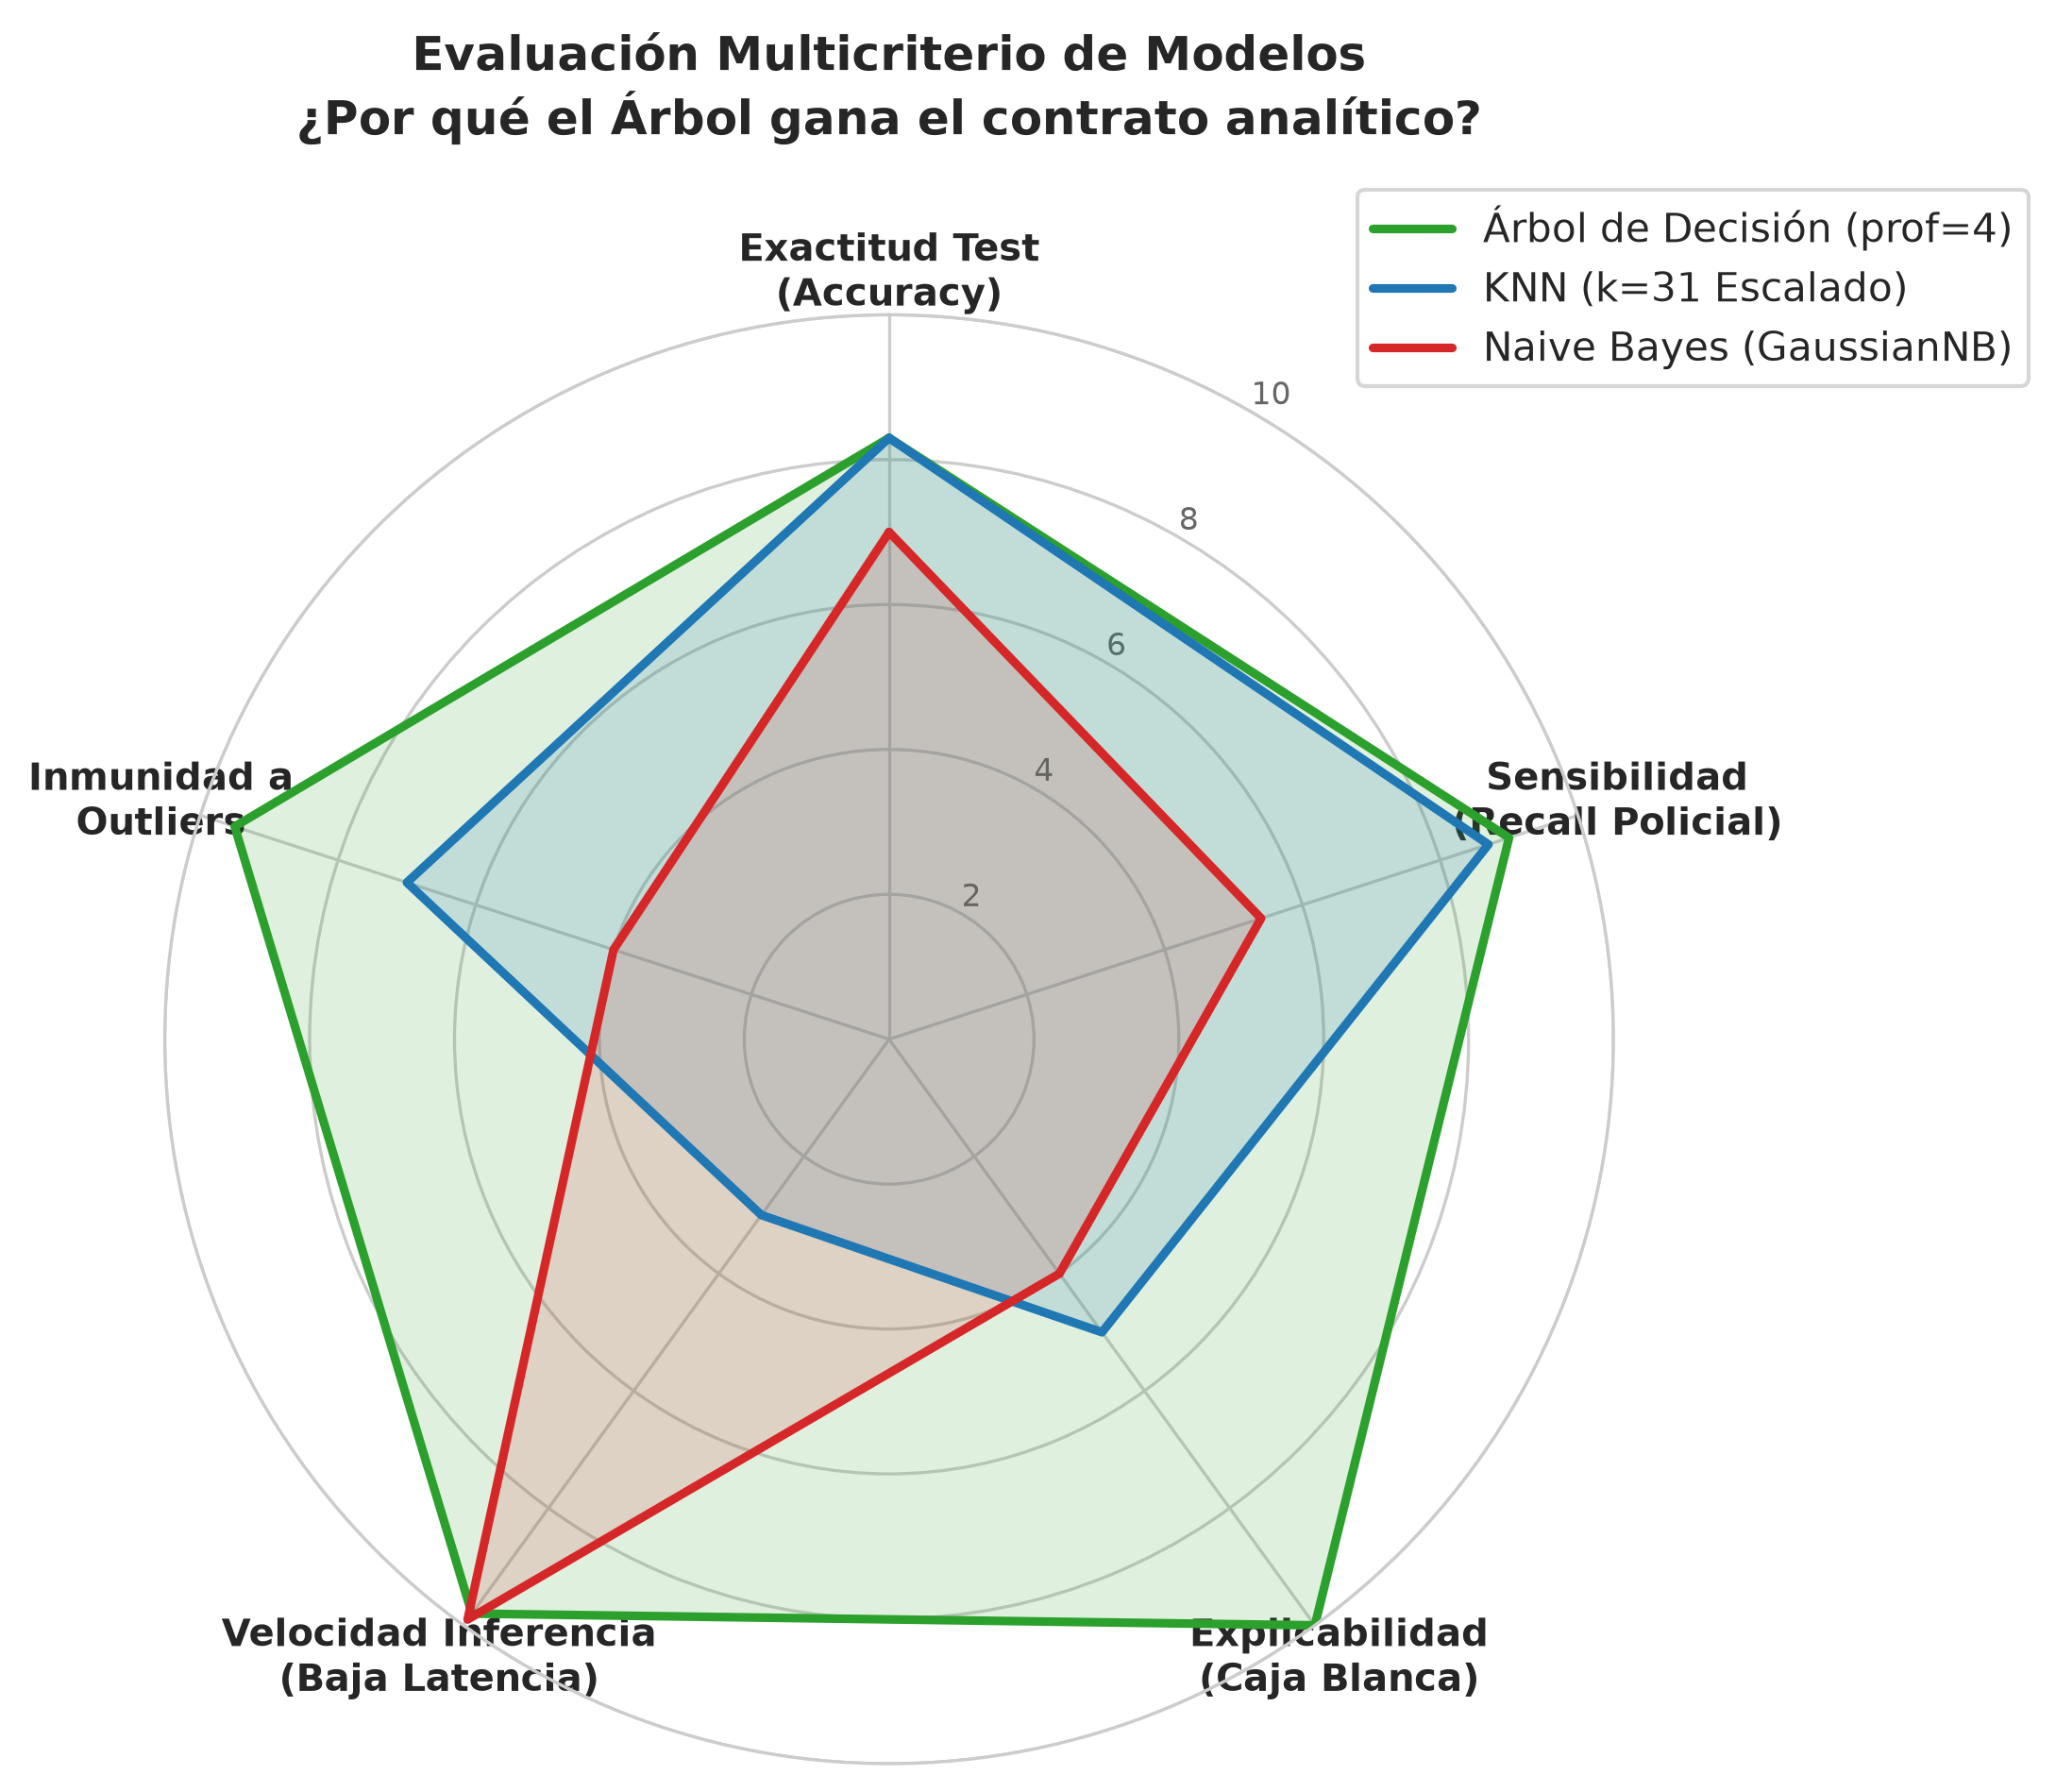 Evaluación Multicriterio de Modelos
¿Por qué el Árbol gana el contrato analítico?
Árbol de Decisión (prof=4)
KNN (k=31 Escalado)
Naive Bayes (GaussianNB)
Exactitud Test
(Accuracy)
10
8
6
4
2
Inmunidad a
Outliers
Sensibilidad
(Recall Policial)
Velocidad Inferencia
(Baja Latencia)
Explicabilidad
(Caja Blanca)